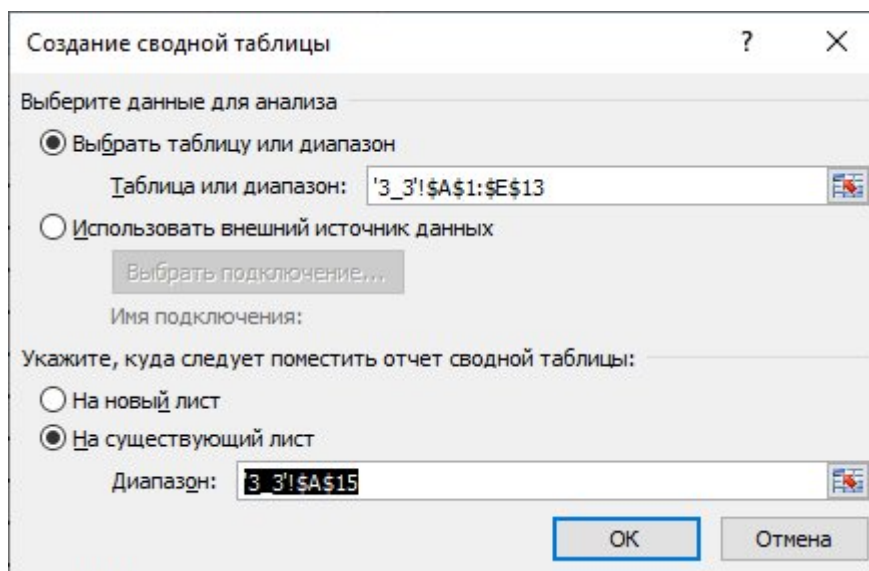 Создание сводной таблицы ?
Выберите данные для анализа
Выбрать таблицу или диапазон
Таблица или диапазон: '3_3'!$A$1:$E$13
Использовать внешний источник данных
Выбрать подключение...
Имя подключения:
Укажите, куда следует поместить отчет сводной таблицы:
На новый лист
На существующий лист
Диапазон: '3_3'!$A$15
ОК Отмена